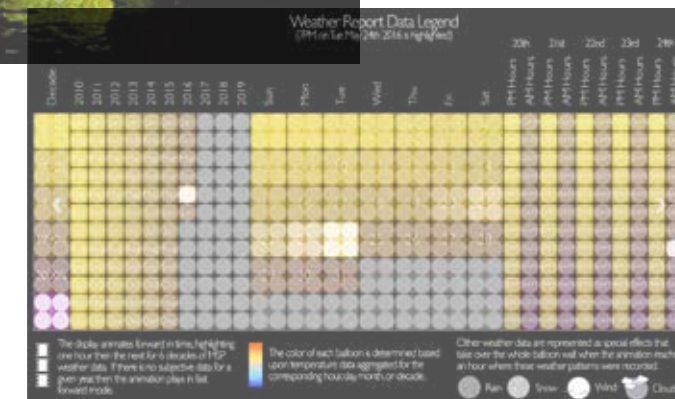 Weather Report Data Legend
(7PM on Tue May 24th 2016 is highlighted)
20th 21st 22nd 23rd 24th
Decade 2010 2011 2012 2013 2014 2015 2016 2017 2018 2019 Sun Mon Tue Wed Thu Fri Sat PM Hours AM Hours PM Hours AM Hours PM Hours AM Hours PM Hours AM Hours PM Hours
The display animates forward in time, highlighting
one hour then the next for 6 decades of MSP
weather data. If there is no subjective data for a
given year, then the animation plays in fast
forward mode.
The color of each balloon is determined based
upon temperature data aggregated for the
corresponding hour, day, month, or decade.
Other weather data are represented as special effects that
take over the whole balloon wall when the animation
an hour where these weather patterns were recorded.
Rain Snow Wind